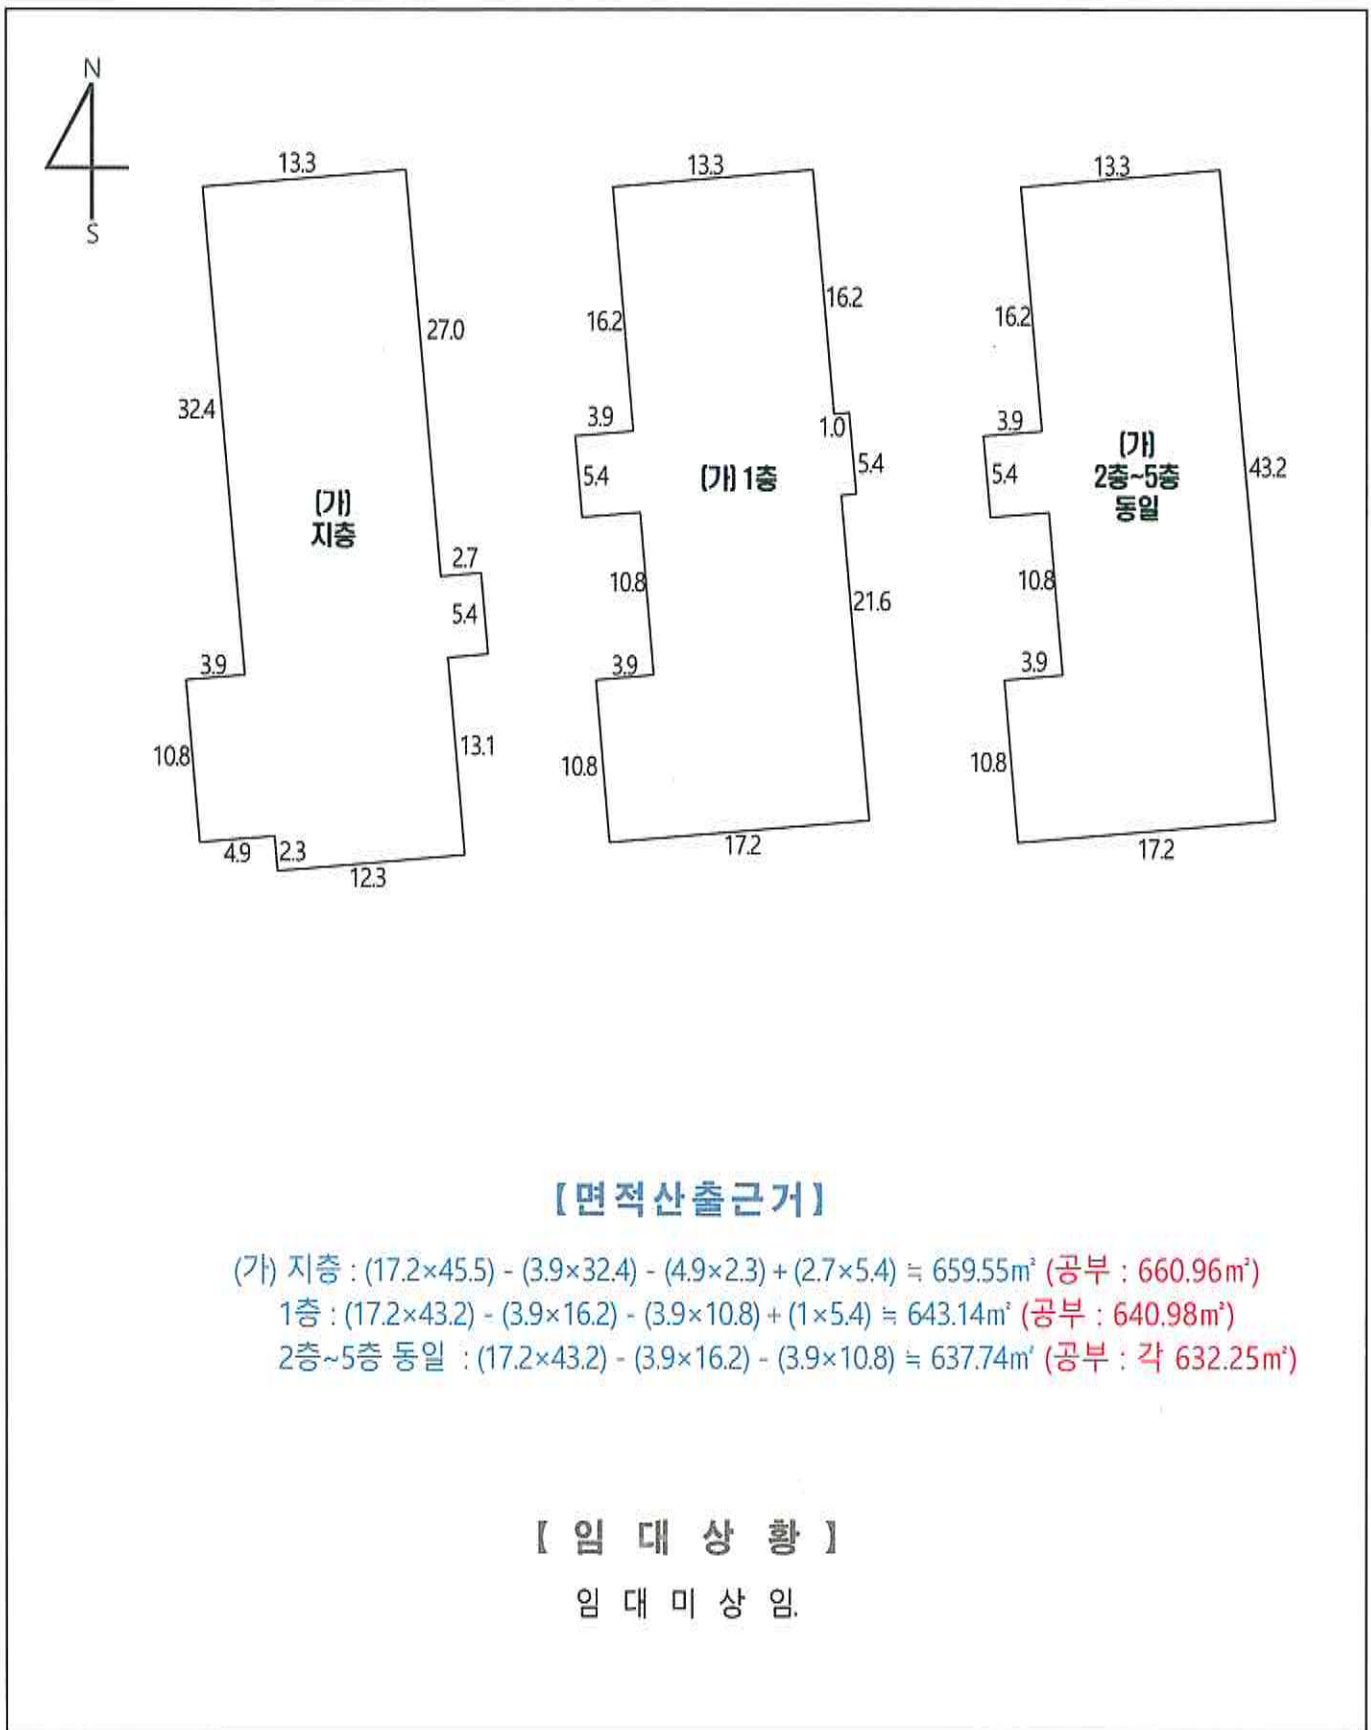 N
S
13.3
32.4
27.0
(가)
지층
2.7
5.4
3.9
10.8
13.1
4.9
2.3
12.3
13.3
16.2
16.2
3.9
1.0
5.4
(가) 1층
5.4
10.8
21.6
3.9
10.8
17.2
13.3
16.2
3.9
5.4
(가)
2층~5층
동일
43.2
10.8
3.9
10.8
17.2
【면적산출근거】
(가) 지층 : (17.2×45.5) - (3.9×32.4) - (4.9×2.3) + (2.7×5.4) ≒ 659.55㎡ (공부 : 660.96㎡)
1층 : (17.2×43.2) - (3.9×16.2) - (3.9×10.8) + (1×5.4) ≒ 643.14㎡ (공부 : 640.98㎡)
2층~5층 동일 : (17.2×43.2) - (3.9×16.2) - (3.9×10.8) ≒ 637.74㎡ (공부 : 각 632.25㎡)
【 임 대 상 황 】
임 대 미 상 임.